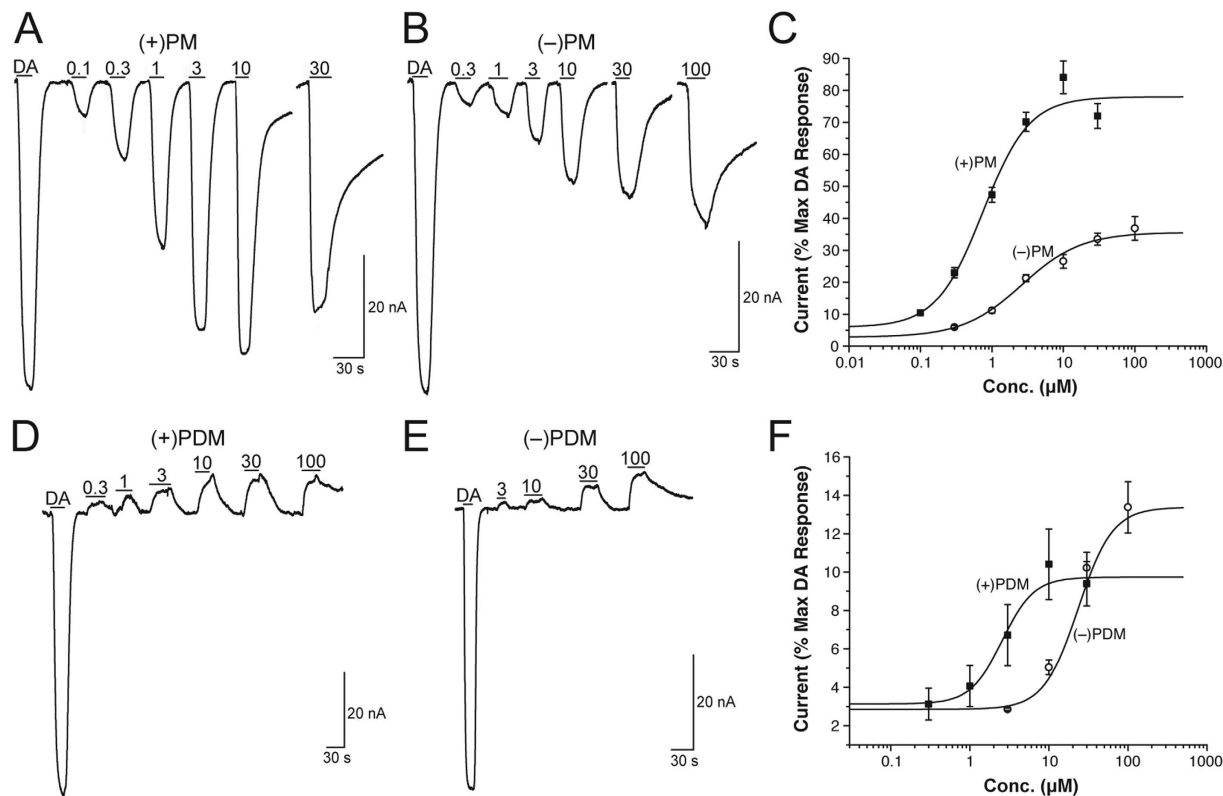 A
(+)PM
DA 0.1 0.3 1 3 10 30
20 nA
30 s
B
(−)PM
DA 0.3 1 3 10 30 100
20 nA
30 s
C
Current (% Max DA Response)
90
80
70
60
50
40
30
20
10
0
(+)PM
(−)PM
0.01 0.1 1 10 100 1000
Conc. (µM)
D
(+)PDM
DA 0.3 1 3 10 30 100
20 nA
30 s
E
(−)PDM
DA 3 10 30 100
20 nA
30 s
F
Current (% Max DA Response)
16
14
12
10
8
6
4
2
(+)PDM
(−)PDM
0.1 1 10 100 1000
Conc. (µM)